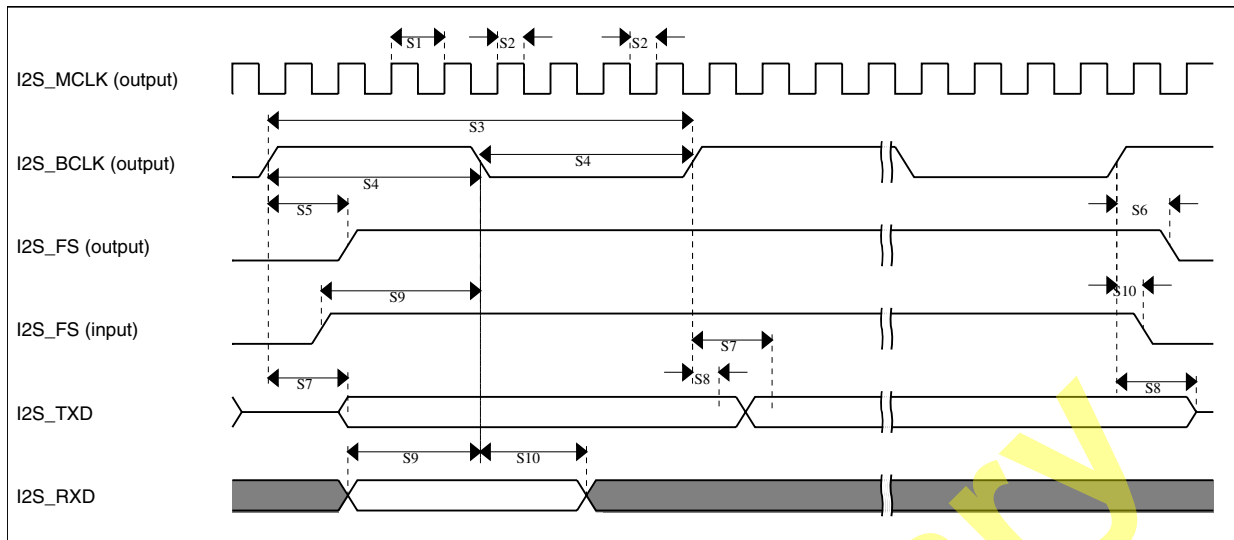 S1 S2 S2
I2S_MCLK (output)
S3
I2S_BCLK (output) S4
S4
S5 S6
I2S_FS (output)
S9 S10
I2S_FS (input)
S7
S7 S8 S8
I2S_TXD
S9 S10
I2S_RXD